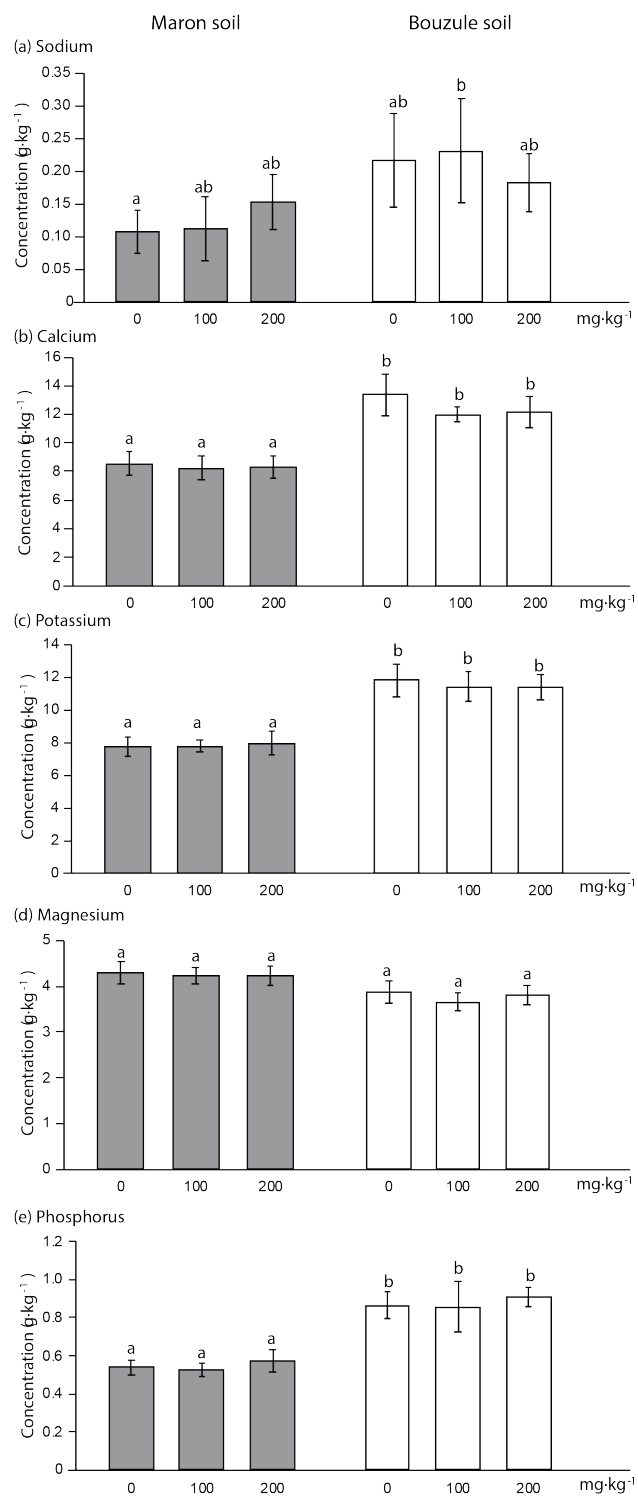 Maron soil
Bouzule soil
(a) Sodium
Concentration (g·kg⁻¹)
0.35
0.30
0.25
0.20
0.15
0.10
0.05
0
a
ab
ab
ab
b
ab
0 100 200 0 100 200 mg·kg⁻¹
(b) Calcium
Concentration (g·kg⁻¹)
16
14
12
10
8
6
4
2
0
a
a
a
b
b
b
0 100 200 0 100 200 mg·kg⁻¹
(c) Potassium
Concentration (g·kg⁻¹)
14
12
10
8
6
4
2
0
a
a
a
b
b
b
0 100 200 0 100 200 mg·kg⁻¹
(d) Magnesium
Concentration (g·kg⁻¹)
5
4
3
2
1
0
a
a
a
a
a
a
0 100 200 0 100 200 mg·kg⁻¹
(e) Phosphorus
Concentration (g·kg⁻¹)
1.2
1.0
0.8
0.6
0.4
0.2
0
a
a
a
b
b
b
0 100 200 0 100 200 mg·kg⁻¹